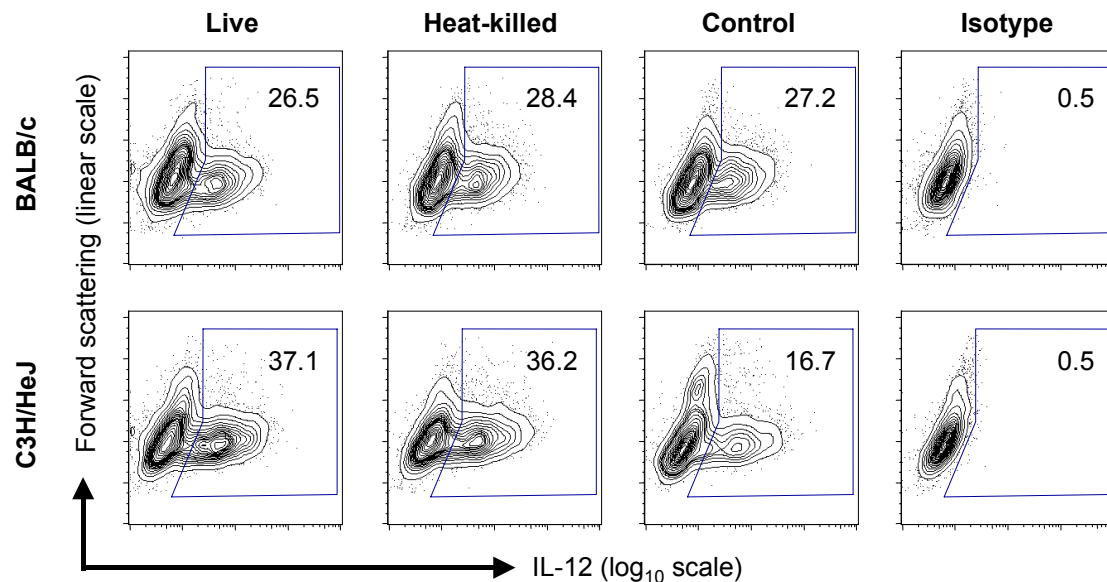 Live Heat-killed Control Isotype
BALB/c
26.5 28.4 27.2 0.5
C3H/HeJ
37.1 36.2 16.7 0.5
Forward scattering (linear scale)
IL-12 (log10 scale)